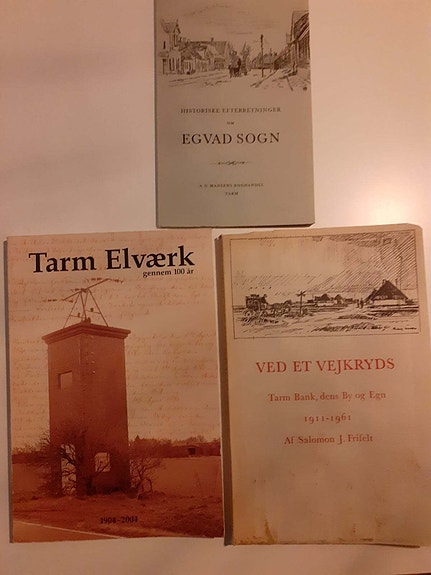 HISTORISKE EFTERRETNINGER
om
EGVAD SOGN
A. N. HANSENS BOGHANDEL
TARM
Tarm Elværk
gennem 100 år
1904-2004
VED ET VEJKRYDS
Tarm Bank, dens By og Egn
1911-1961
Af Salomon J. Frifelt